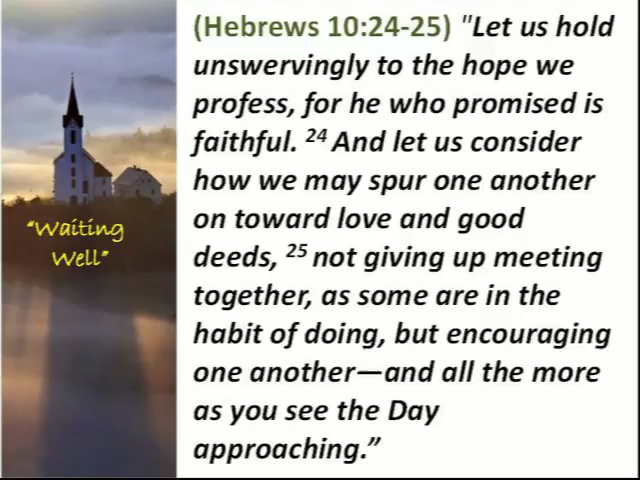 (Hebrews 10:24-25) "Let us hold
unswervingly to the hope we
profess, for he who promised is
faithful. 24 And let us consider
how we may spur one another
on toward love and good
deeds, 25 not giving up meeting
together, as some are in the
habit of doing, but encouraging
one another—and all the more
as you see the Day
approaching.”
“Waiting
Well”